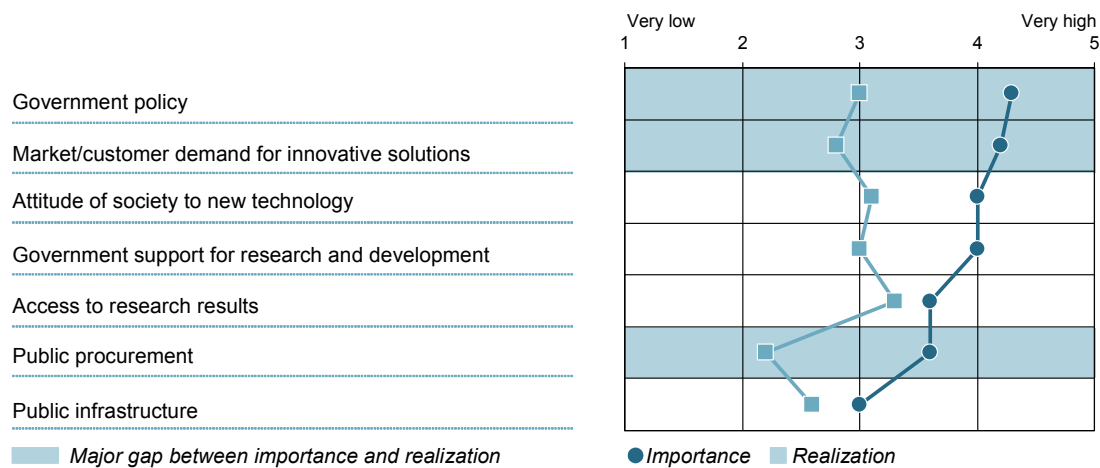 Very low Very high
1 2 3 4 5
Government policy
Market/customer demand for innovative solutions
Attitude of society to new technology
Government support for research and development
Access to research results
Public procurement
Public infrastructure
Major gap between importance and realization Importance Realization